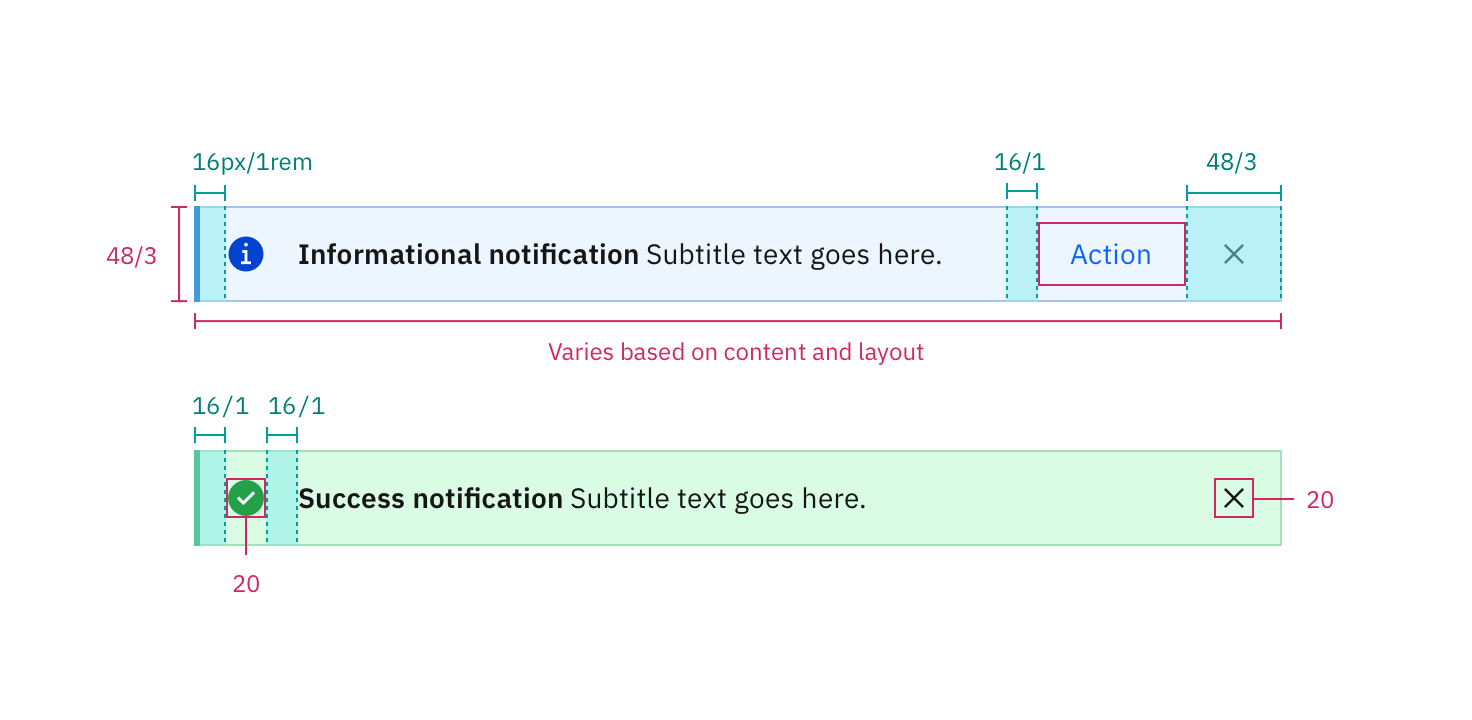 16px/1rem 16/1 48/3
48/3
Informational notification Subtitle text goes here. Action
Varies based on content and layout
16/1 16/1
Success notification Subtitle text goes here.
20
20